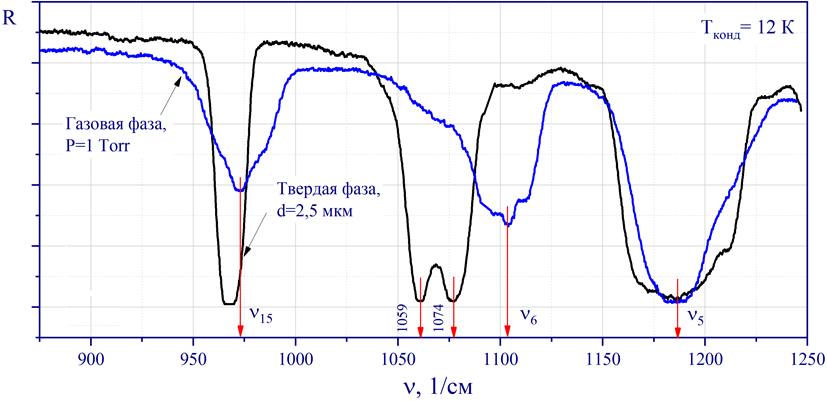 R
T конд = 12 K
Газовая фаза,
P=1 Torr
Твердая фаза,
d=2,5 мкм
ν15
1059
1074
ν6
ν5
900 950 1000 1050 1100 1150 1200 1250
ν, 1/см